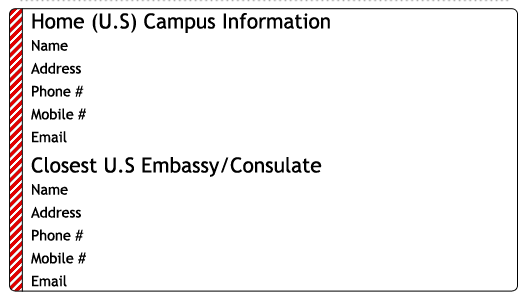 Home (U.S) Campus Information
Name
Address
Phone #
Mobile #
Email
Closest U.S Embassy/Consulate
Name
Address
Phone #
Mobile #
Email